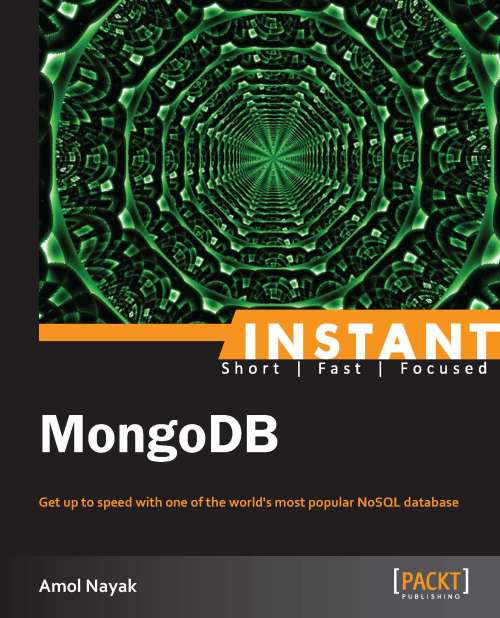 INSTANT
Short | Fast | Focused
MongoDB
Get up to speed with one of the world's most popular NoSQL database
Amol Nayak
[PACKT]
PUBLISHING